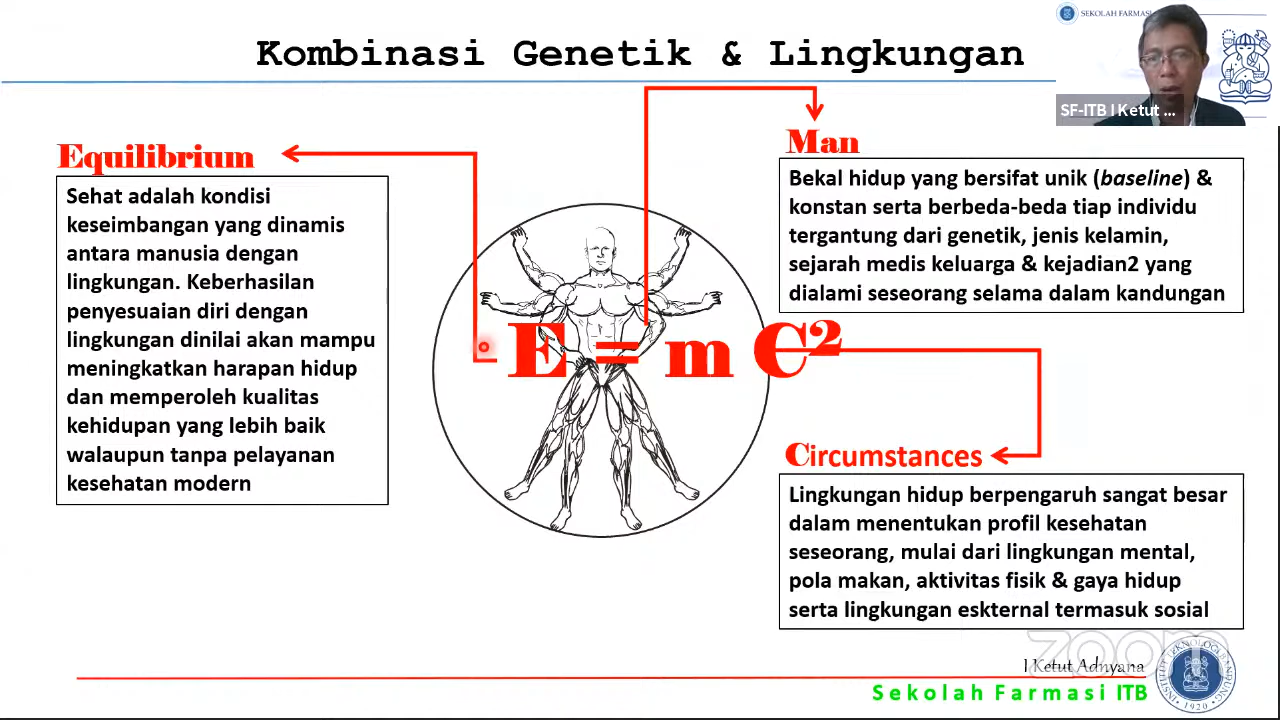 SEKOLAH FARMASI
Kombinasi Genetik & Lingkungan
SF-ITB I Ketut ...
Equilibrium
Sehat adalah kondisi
keseimbangan yang dinamis
antara manusia dengan
lingkungan. Keberhasilan
penyesuaian diri dengan
lingkungan dinilai akan mampu
meningkatkan harapan hidup
dan memperoleh kualitas
kehidupan yang lebih baik
walaupun tanpa pelayanan
kesehatan modern
Man
Bekal hidup yang bersifat unik (baseline) &
konstan serta berbeda-beda tiap individu
tergantung dari genetik, jenis kelamin,
sejarah medis keluarga & kejadian2 yang
dialami seseorang selama dalam kandungan
E = m C²
Circumstances
Lingkungan hidup berpengaruh sangat besar
dalam menentukan profil kesehatan
seseorang, mulai dari lingkungan mental,
pola makan, aktivitas fisik & gaya hidup
serta lingkungan eskternal termasuk sosial
zoom
I Ketut Adnyana
Sekolah Farmasi ITB
INSTITUT TEKNOLOGI BANDUNG
1920